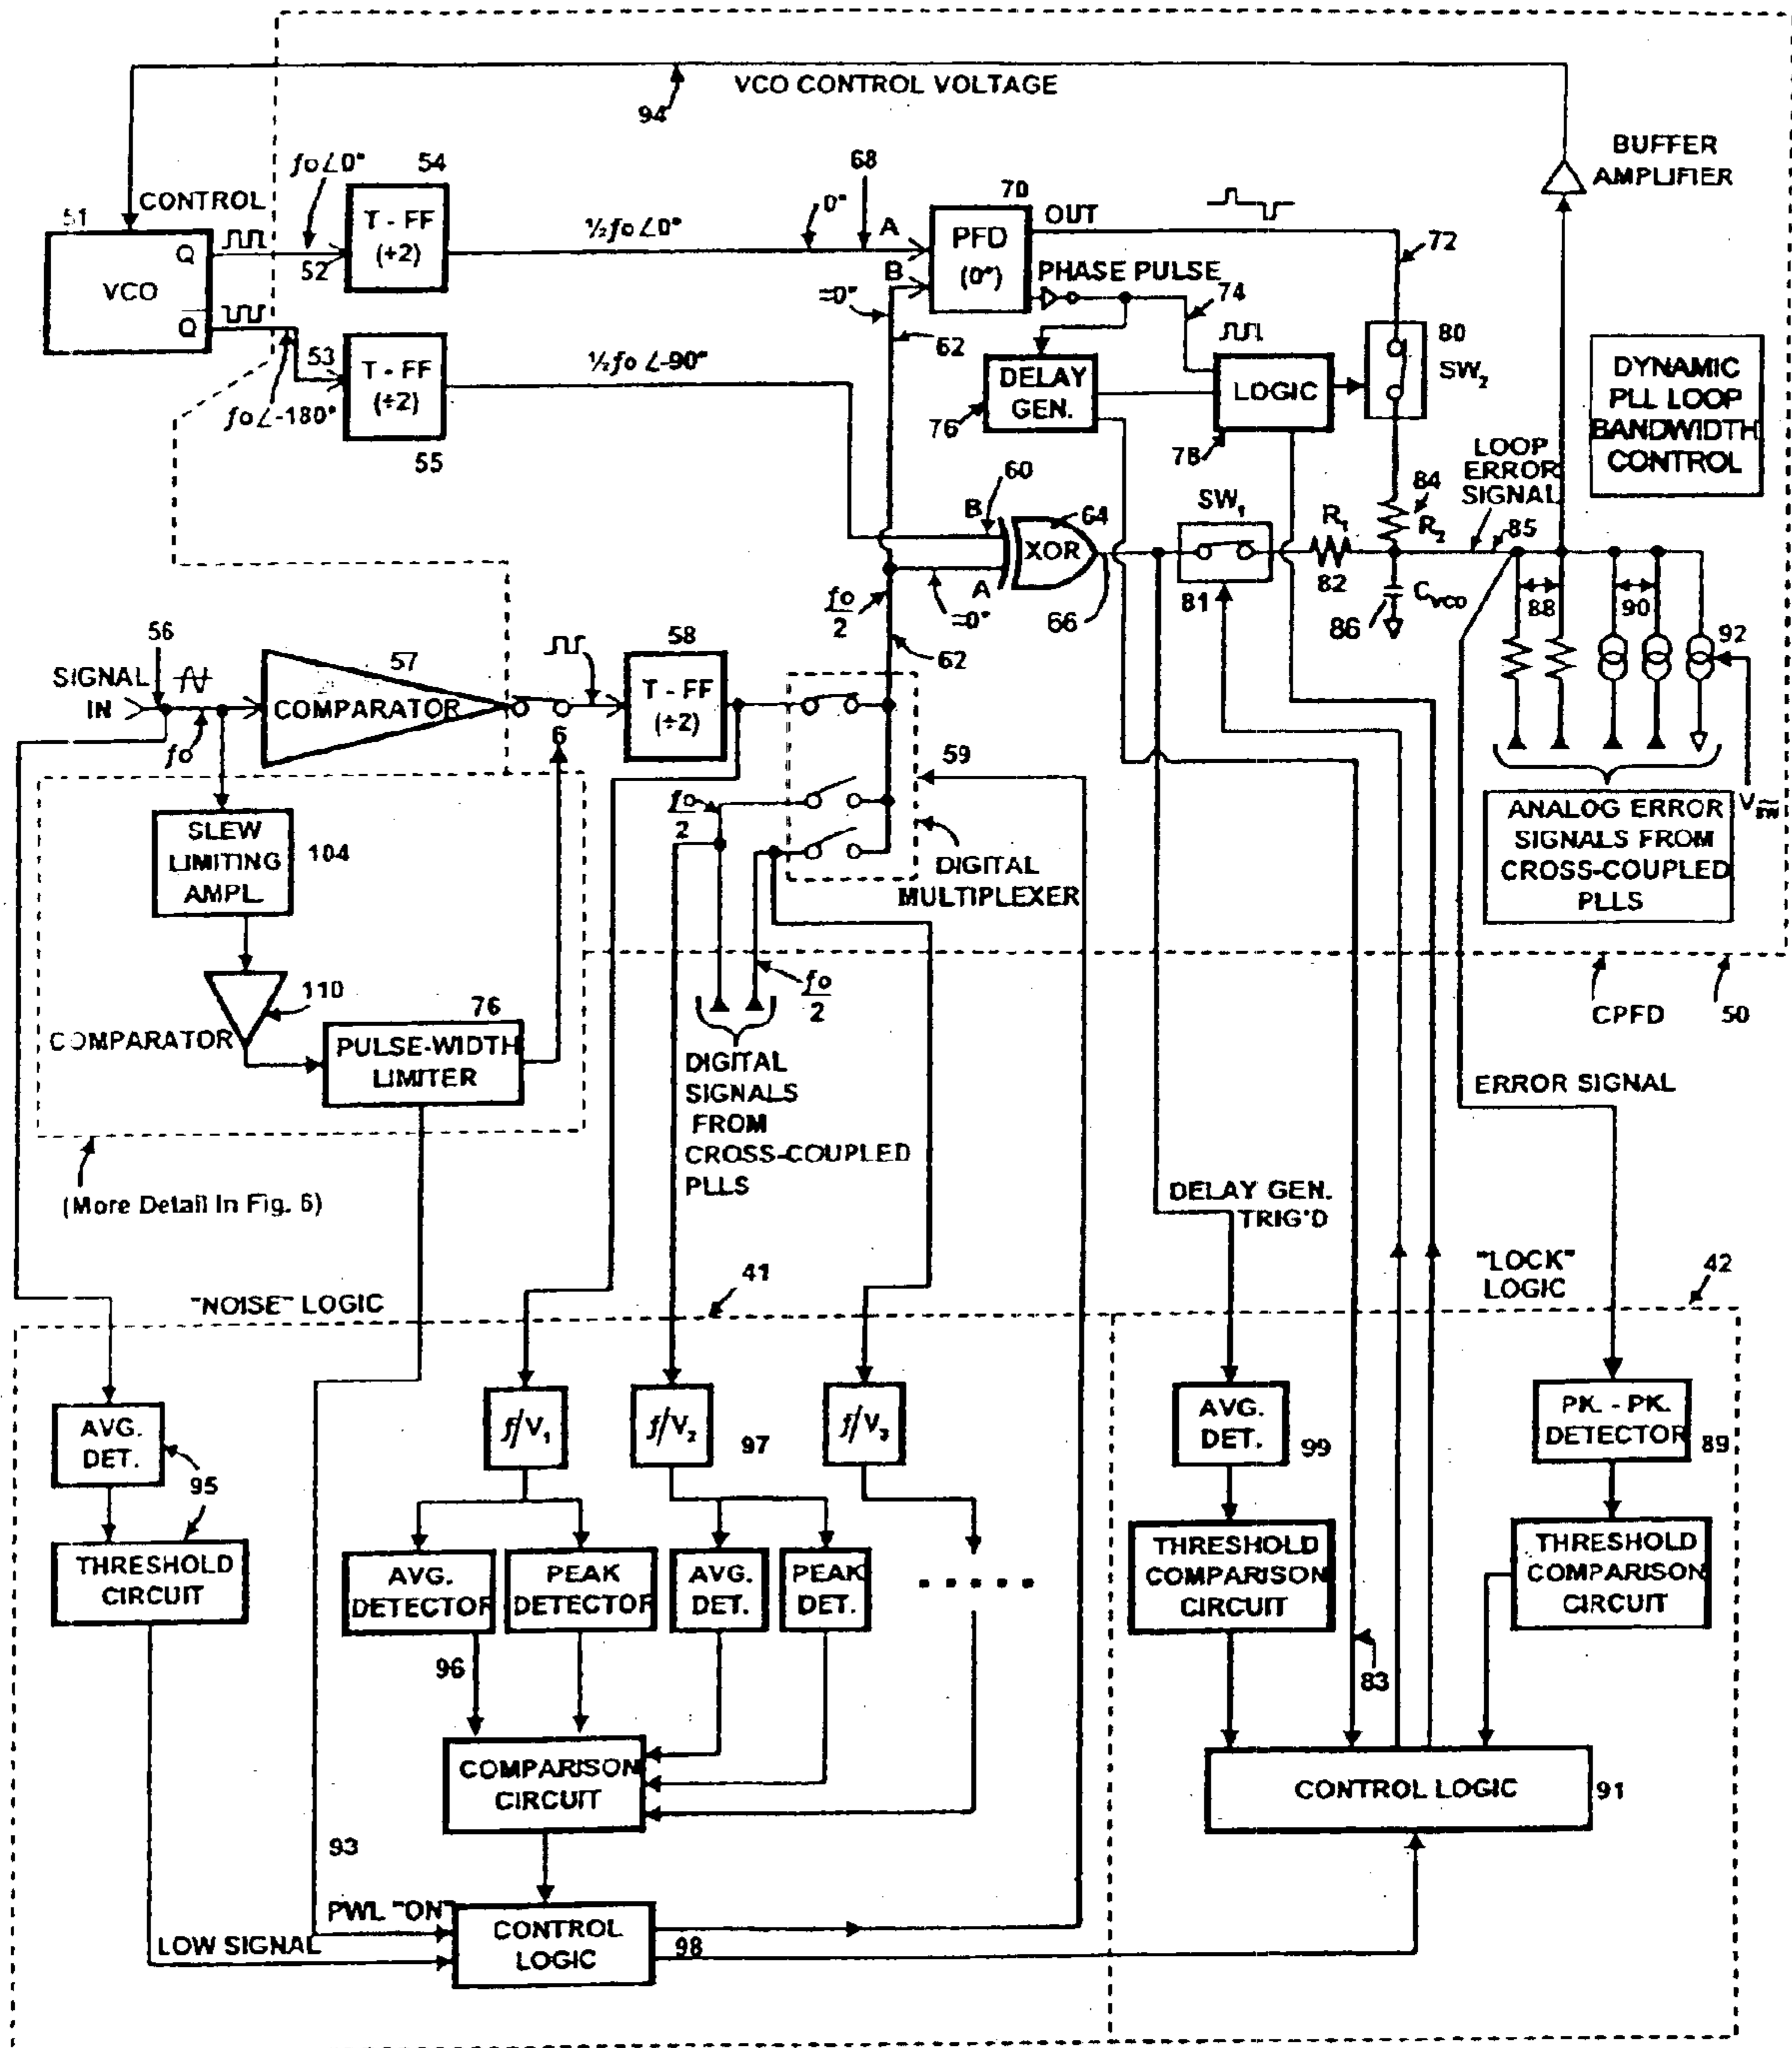 VCO CONTROL VOLTAGE
94
BUFFER
AMPLIFIER
fo∠0°
54
68
70
OUT
CONTROL
51
Q
VCO
Q̅
52
T - FF
(÷2)
½fo∠0°
0°
A
B
PFD
(0°)
PHASE PULSE
72
74
≈0°
62
53
fo∠-180°
T - FF
(÷2)
55
½fo∠-90°
DELAY
GEN.
76
LOGIC
78
80
SW₂
DYNAMIC
PLL LOOP
BANDWIDTH
CONTROL
60
B
XOR
64
A
≈0°
66
SW₁
81
R₁
82
84
R₂
LOOP
ERROR
SIGNAL
85
86
C_VCO
88
90
92
V_SW
fo
2
62
56
SIGNAL
IN
fo
57
COMPARATOR
6
58
T - FF
(÷2)
59
fo
2
DIGITAL
MULTIPLEXER
ANALOG ERROR
SIGNALS FROM
CROSS-COUPLED
PLLS
SLEW
LIMITING
AMPL.
104
110
COMPARATOR
76
PULSE-WIDTH
LIMITER
fo
2
DIGITAL
SIGNALS
FROM
CROSS-COUPLED
PLLS
CPFD
50
ERROR SIGNAL
(More Detail In Fig. 6)
DELAY GEN.
TRIG'D
"NOISE" LOGIC
41
"LOCK"
LOGIC
42
AVG.
DET.
95
THRESHOLD
CIRCUIT
f/V₁
f/V₂
97
f/V₃
AVG.
DETECTOR
PEAK
DETECTOR
AVG.
DET.
PEAK
DET.
96
COMPARISON
CIRCUIT
AVG.
DET.
99
PK. - PK.
DETECTOR
89
THRESHOLD
COMPARISON
CIRCUIT
THRESHOLD
COMPARISON
CIRCUIT
83
CONTROL LOGIC
91
93
PWL "ON"
LOW SIGNAL
CONTROL
LOGIC
98